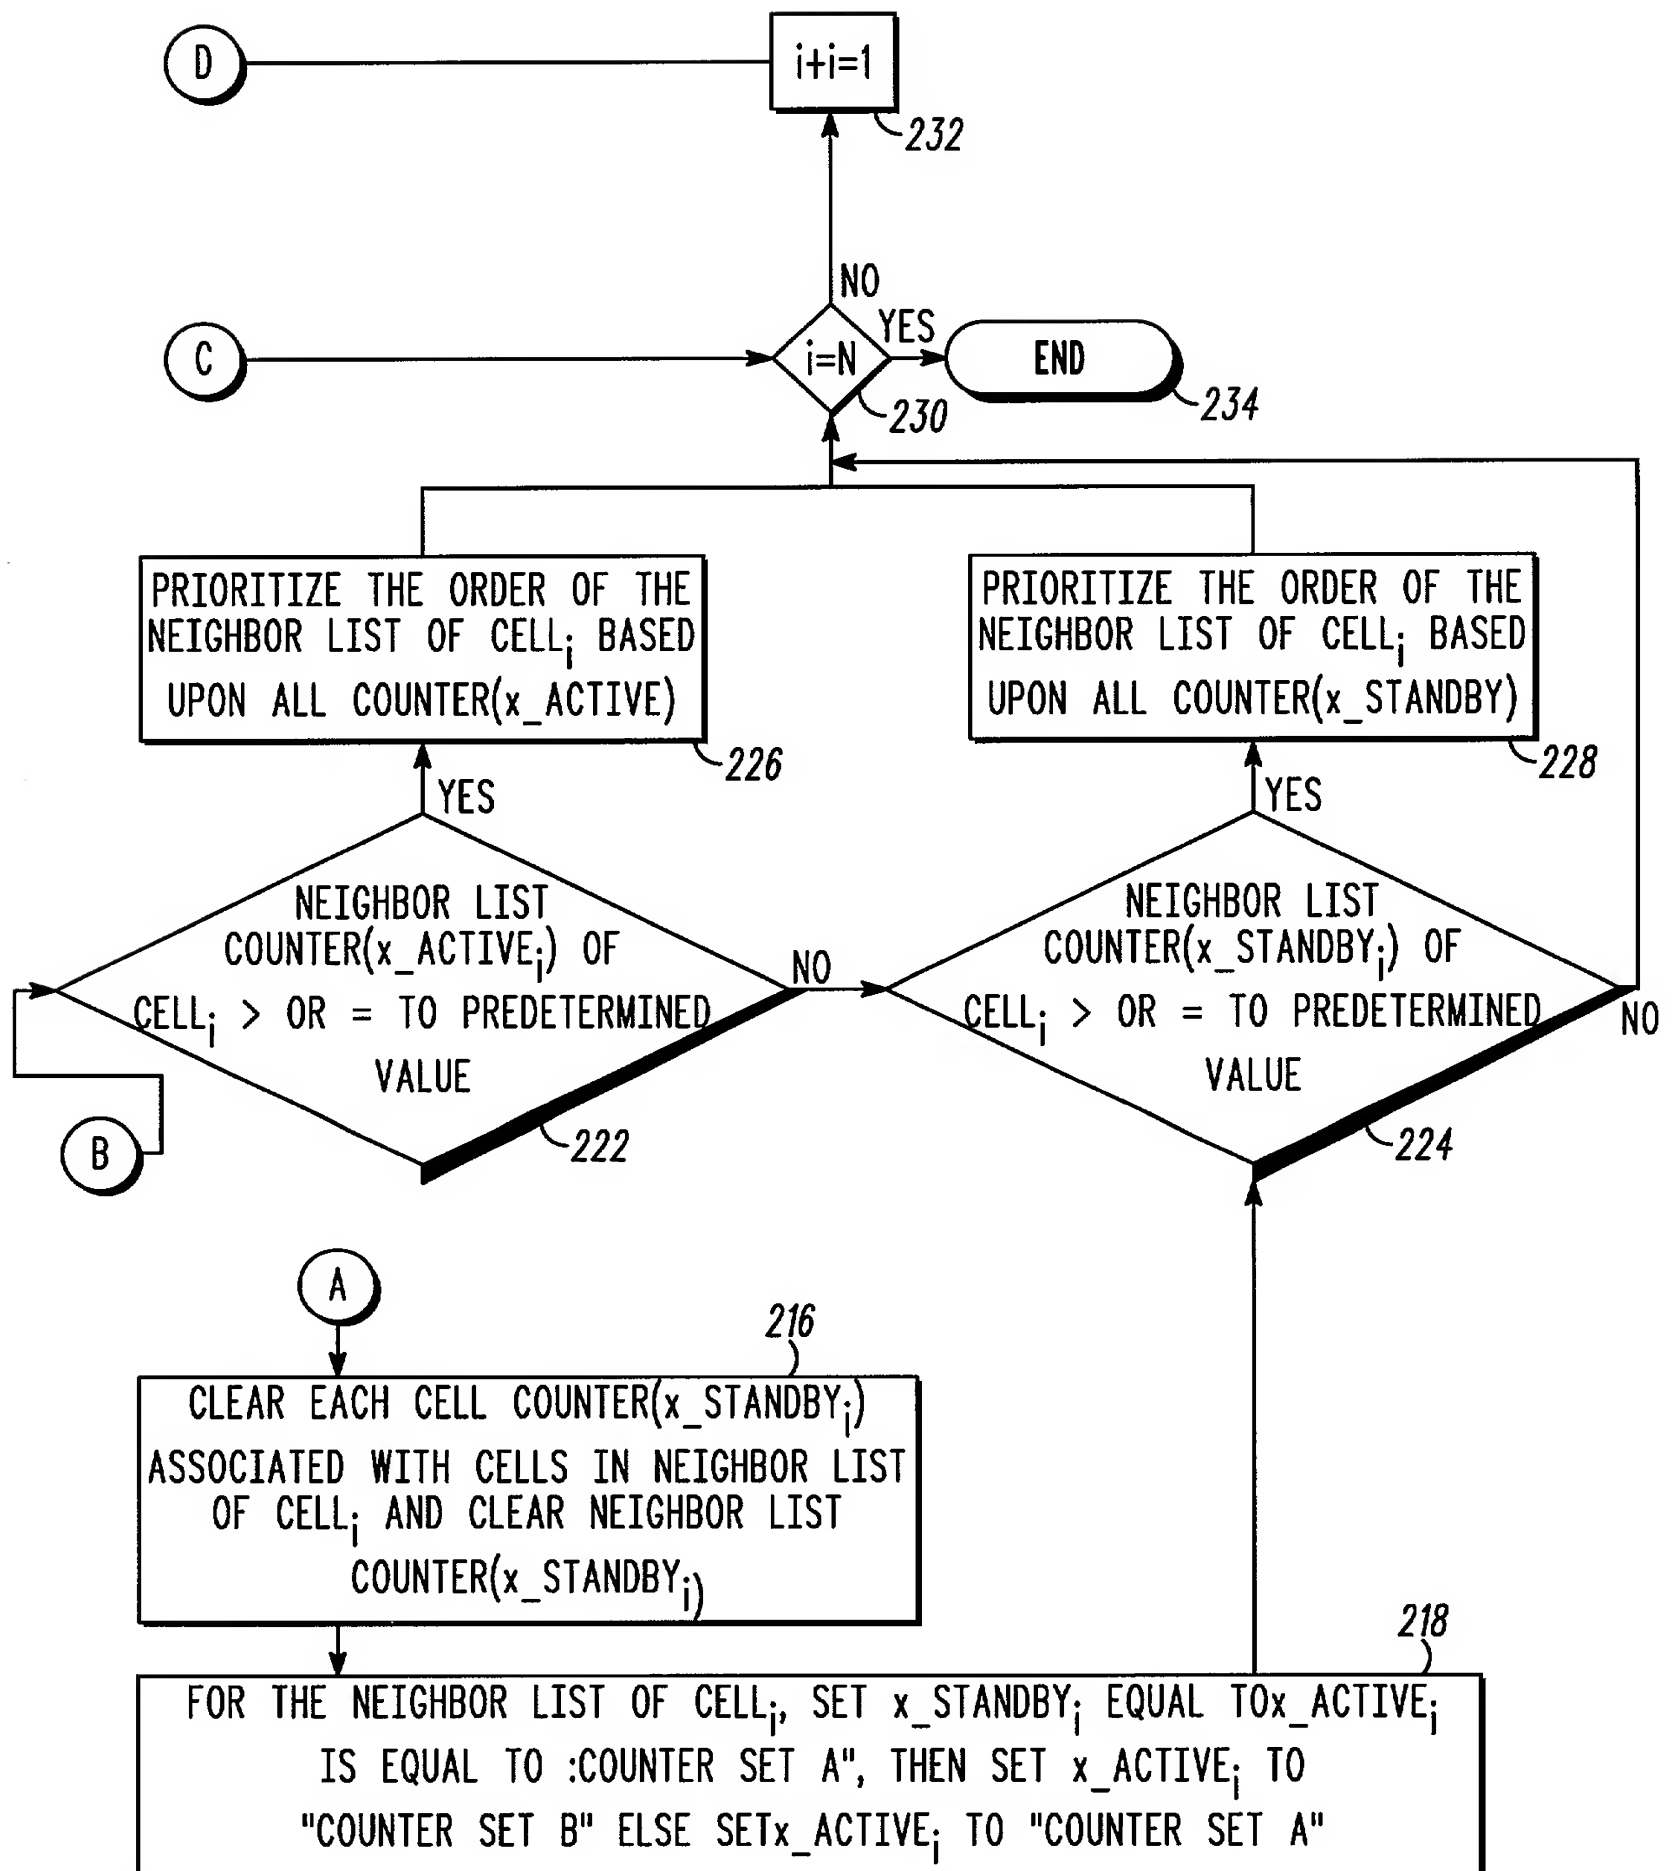 D
i+i=1
232
NO
C
i=N
YES
END
230
234
PRIORITIZE THE ORDER OF THE
NEIGHBOR LIST OF CELLi BASED
UPON ALL COUNTER(x_ACTIVE)
226
PRIORITIZE THE ORDER OF THE
NEIGHBOR LIST OF CELLi BASED
UPON ALL COUNTER(x_STANDBY)
228
YES
YES
NEIGHBOR LIST
COUNTER(x_ACTIVEi) OF
CELLi > OR = TO PREDETERMINED
VALUE
NO
222
NEIGHBOR LIST
COUNTER(x_STANDBYi) OF
CELLi > OR = TO PREDETERMINED
VALUE
NO
224
B
A
216
CLEAR EACH CELL COUNTER(x_STANDBYi)
ASSOCIATED WITH CELLS IN NEIGHBOR LIST
OF CELLi AND CLEAR NEIGHBOR LIST
COUNTER(x_STANDBYi)
218
FOR THE NEIGHBOR LIST OF CELLi, SET x_STANDBYi EQUAL TOx_ACTIVEi
IS EQUAL TO :COUNTER SET A", THEN SET x_ACTIVEi TO
"COUNTER SET B" ELSE SETx_ACTIVEi TO "COUNTER SET A"